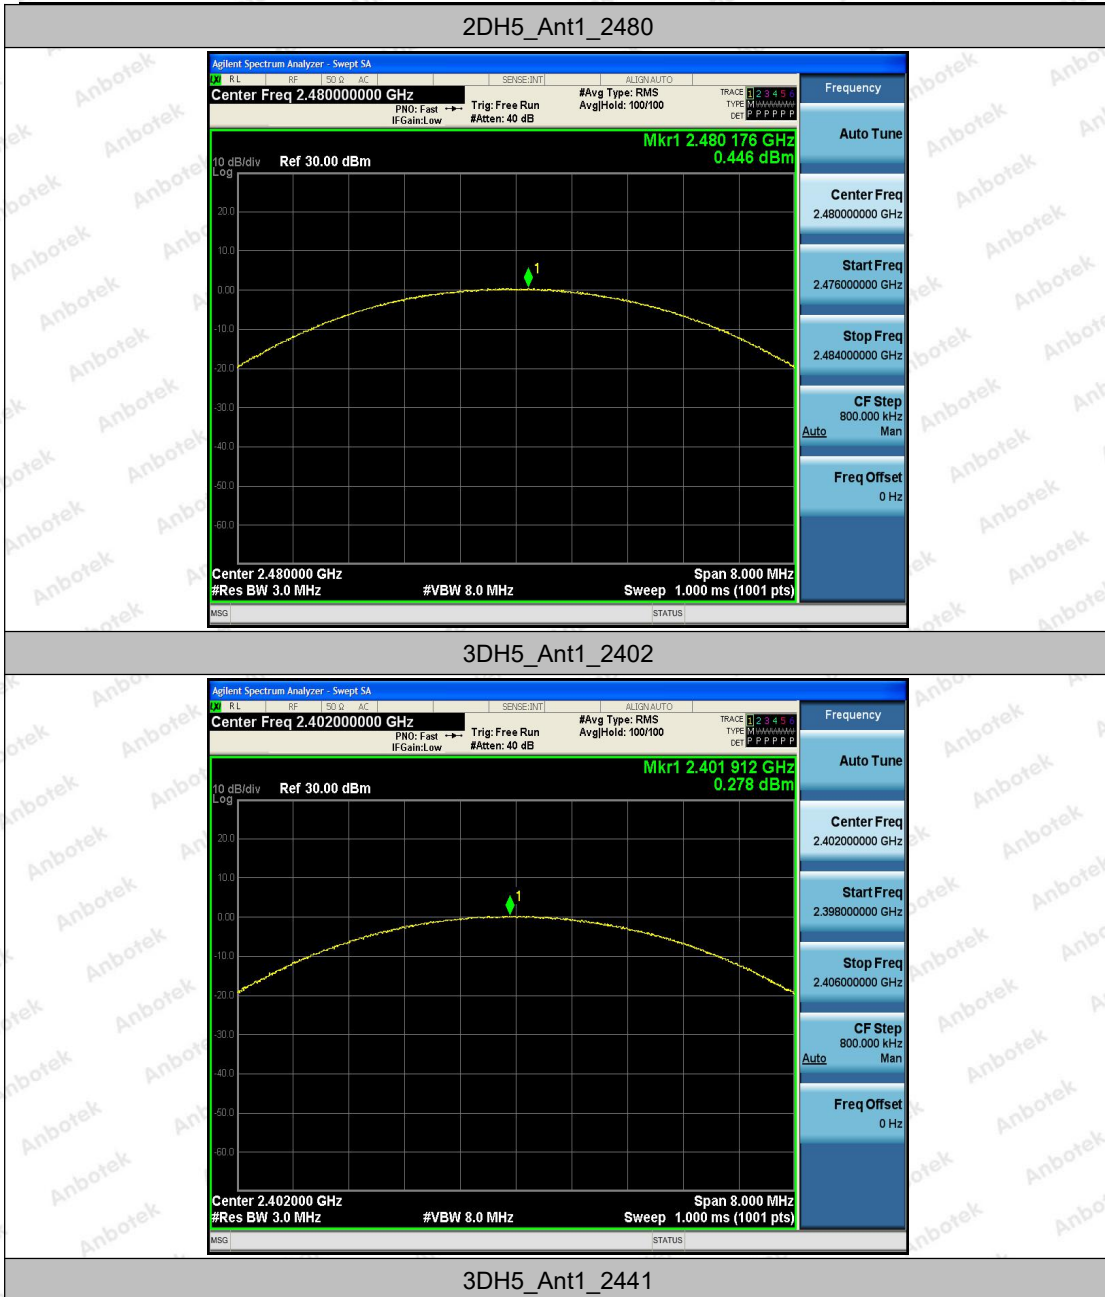 2DH5_Ant1_2480
Agilent Spectrum Analyzer - Swept SA
LXI RL RF 50 Ω AC SENSE:INT ALIGNAUTO
Center Freq 2.480000000 GHz
PNO: Fast
IFGain:Low
Trig: Free Run
#Atten: 40 dB
#Avg Type: RMS
Avg|Hold: 100/100
TRACE 1 2 3 4 5 6
TYPE M
DET P P P P P P
Mkr1 2.480 176 GHz
0.446 dBm
10 dB/div Ref 30.00 dBm
Log
20.0
10.0
0.00
-10.0
-20.0
-30.0
-40.0
-50.0
-60.0
1
Center 2.480000 GHz Span 8.000 MHz
#Res BW 3.0 MHz #VBW 8.0 MHz Sweep 1.000 ms (1001 pts)
MSG STATUS
Frequency
Auto Tune
Center Freq
2.480000000 GHz
Start Freq
2.476000000 GHz
Stop Freq
2.484000000 GHz
CF Step
800.000 kHz
Auto Man
Freq Offset
0 Hz
3DH5_Ant1_2402
Agilent Spectrum Analyzer - Swept SA
LXI RL RF 50 Ω AC SENSE:INT ALIGNAUTO
Center Freq 2.402000000 GHz
PNO: Fast
IFGain:Low
Trig: Free Run
#Atten: 40 dB
#Avg Type: RMS
Avg|Hold: 100/100
TRACE 1 2 3 4 5 6
TYPE M
DET P P P P P P
Mkr1 2.401 912 GHz
0.278 dBm
10 dB/div Ref 30.00 dBm
Log
20.0
10.0
0.00
-10.0
-20.0
-30.0
-40.0
-50.0
-60.0
1
Center 2.402000 GHz Span 8.000 MHz
#Res BW 3.0 MHz #VBW 8.0 MHz Sweep 1.000 ms (1001 pts)
MSG STATUS
Frequency
Auto Tune
Center Freq
2.402000000 GHz
Start Freq
2.398000000 GHz
Stop Freq
2.406000000 GHz
CF Step
800.000 kHz
Auto Man
Freq Offset
0 Hz
3DH5_Ant1_2441
Anbotek